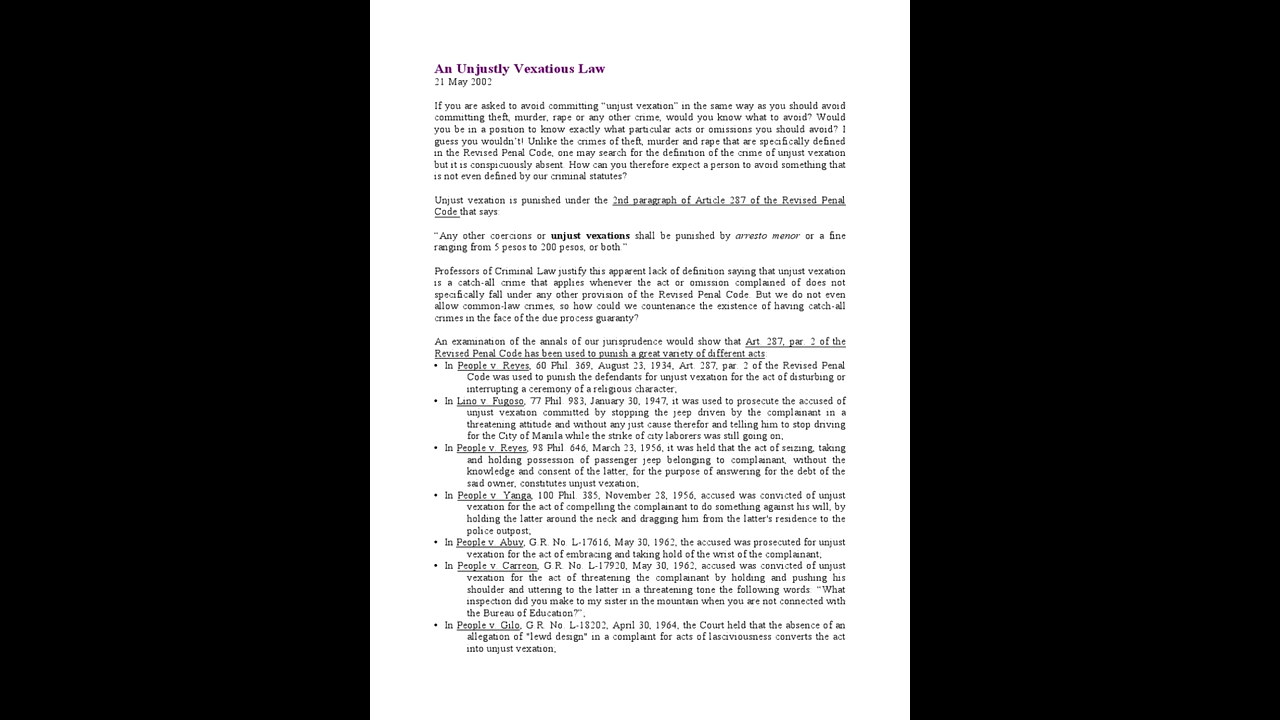 An Unjustly Vexatious Law
21 May 2002
If you are asked to avoid committing “unjust vexation” in the same way as you should avoid
committing theft, murder, rape or any other crime, would you know what to avoid? Would
you be in a position to know exactly what particular acts or omissions you should avoid? I
guess you wouldn’t! Unlike the crimes of theft, murder and rape that are specifically defined
in the Revised Penal Code, one may search for the definition of the crime of unjust vexation
but it is conspicuously absent. How can you therefore expect a person to avoid something that
is not even defined by our criminal statutes?
Unjust vexation is punished under the 2nd paragraph of Article 287 of the Revised Penal
Code that says:
“Any other coercions or unjust vexations shall be punished by arresto menor or a fine
ranging from 5 pesos to 200 pesos, or both.”
Professors of Criminal Law justify this apparent lack of definition saying that unjust vexation
is a catch-all crime that applies whenever the act or omission complained of does not
specifically fall under any other provision of the Revised Penal Code. But we do not even
allow common-law crimes, so how could we countenance the existence of having catch-all
crimes in the face of the due process guaranty?
An examination of the annals of our jurisprudence would show that Art. 287, par. 2 of the
Revised Penal Code has been used to punish a great variety of different acts:
• In People v. Reyes, 60 Phil. 369, August 23, 1934, Art. 287, par. 2 of the Revised Penal
Code was used to punish the defendants for unjust vexation for the act of disturbing or
interrupting a ceremony of a religious character;
• In Lino v. Fugoso, 77 Phil. 983, January 30, 1947, it was used to prosecute the accused of
unjust vexation committed by stopping the jeep driven by the complainant in a
threatening attitude and without any just cause therefor and telling him to stop driving
for the City of Manila while the strike of city laborers was still going on;
• In People v. Reyes, 98 Phil. 646, March 23, 1956, it was held that the act of seizing, taking
and holding possession of passenger jeep belonging to complainant, without the
knowledge and consent of the latter, for the purpose of answering for the debt of the
said owner, constitutes unjust vexation;
• In People v. Yanga, 100 Phil. 385, November 28, 1956, accused was convicted of unjust
vexation for the act of compelling the complainant to do something against his will, by
holding the latter around the neck and dragging him from the latter's residence to the
police outpost;
• In People v. Abuy, G.R. No. L-17616, May 30, 1962, the accused was prosecuted for unjust
vexation for the act of embracing and taking hold of the wrist of the complainant;
• In People v. Carreon, G.R. No. L-17920, May 30, 1962, accused was convicted of unjust
vexation for the act of threatening the complainant by holding and pushing his
shoulder and uttering to the latter in a threatening tone the following words: “What
inspection did you make to my sister in the mountain when you are not connected with
the Bureau of Education?”;
• In People v. Gilo, G.R. No. L-18202, April 30, 1964, the Court held that the absence of an
allegation of "lewd design" in a complaint for acts of lasciviousness converts the act
into unjust vexation;